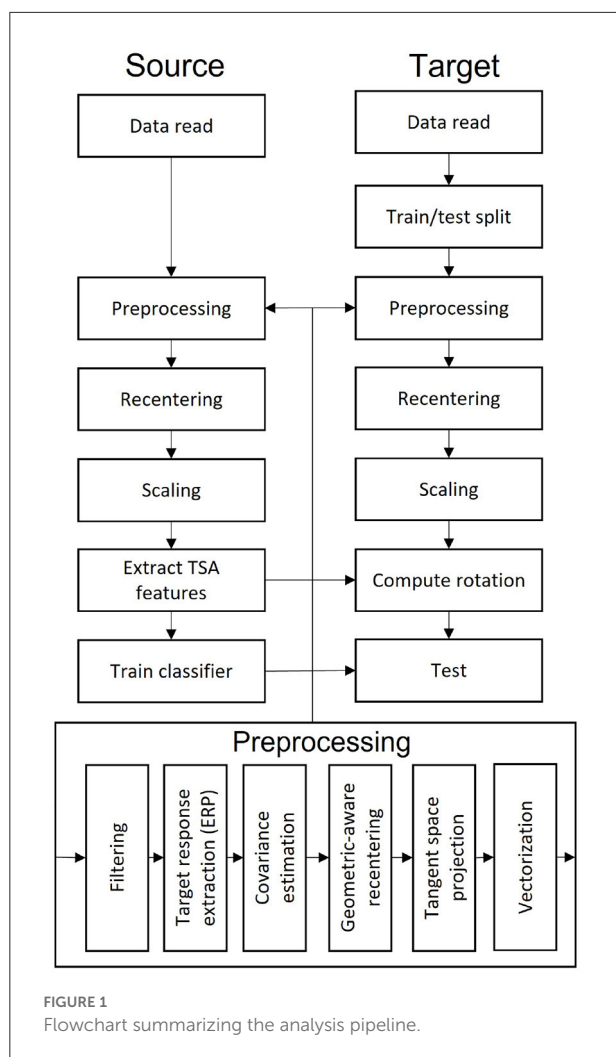 Source
Target
Data read
Data read
Train/test split
Preprocessing
Preprocessing
Recentering
Recentering
Scaling
Scaling
Extract TSA
features
Compute rotation
Train classifier
Test
Preprocessing
Filtering
Target response
extraction (ERP)
Covariance
estimation
Geometric-aware
recentering
Tangent space
projection
Vectorization
FIGURE 1
Flowchart summarizing the analysis pipeline.